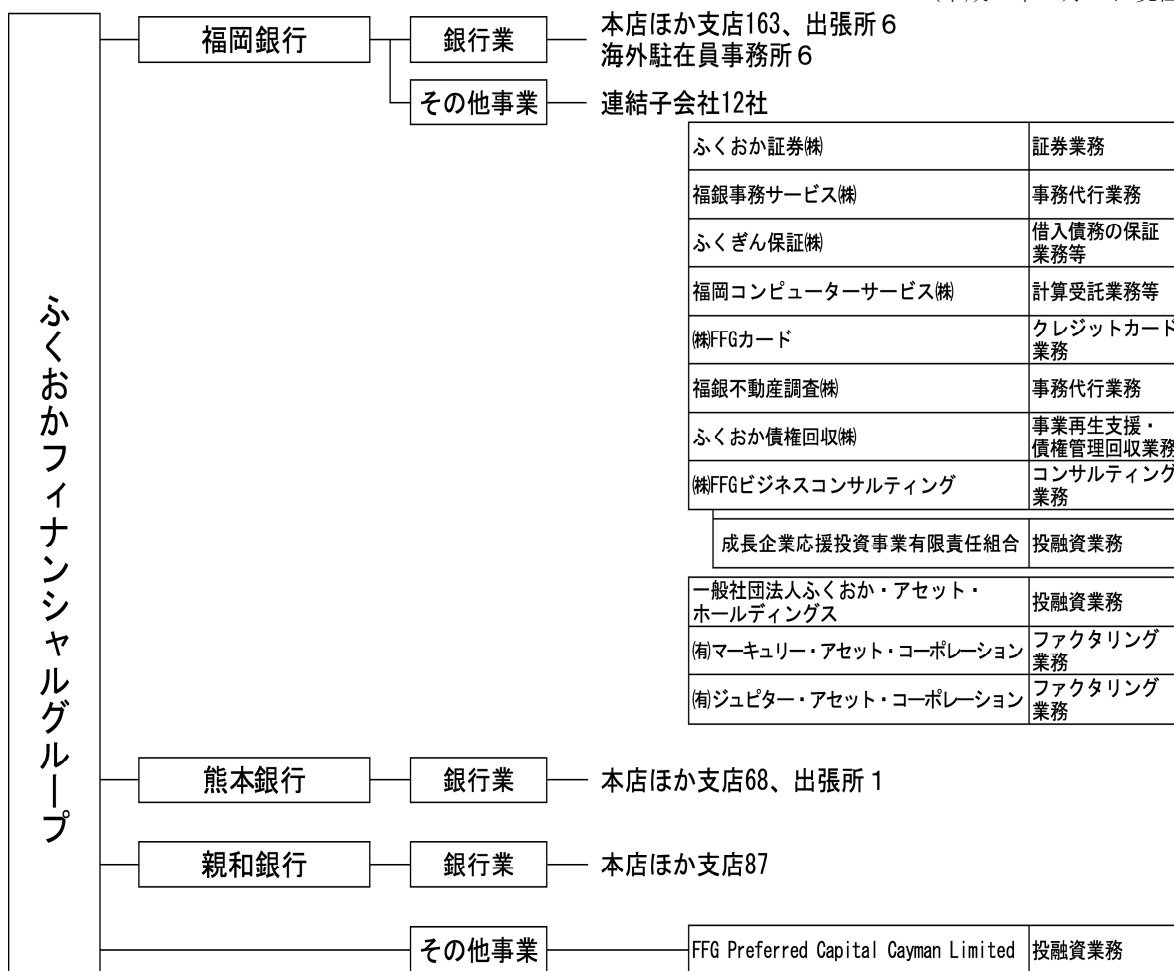 福岡銀行
銀行業
本店ほか支店163、出張所６
海外駐在員事務所６
その他事業
連結子会社12社
ふくおか証券㈱
証券業務
福銀事務サービス㈱
事務代行業務
ふくぎん保証㈱
借入債務の保証
業務等
福岡コンピューターサービス㈱
計算受託業務等
㈱FFGカード
クレジットカード
業務
福銀不動産調査㈱
事務代行業務
ふくおか債権回収㈱
事業再生支援・
債権管理回収業務
㈱FFGビジネスコンサルティング
コンサルティング
業務
成長企業応援投資事業有限責任組合
投融資業務
一般社団法人ふくおか・アセット・
ホールディングス
投融資業務
㈲マーキュリー・アセット・コーポレーション
ファクタリング
業務
㈲ジュピター・アセット・コーポレーション
ファクタリング
業務
ふくおかフィナンシャルグループ
熊本銀行
銀行業
本店ほか支店68、出張所１
親和銀行
銀行業
本店ほか支店87
その他事業
FFG Preferred Capital Cayman Limited
投融資業務